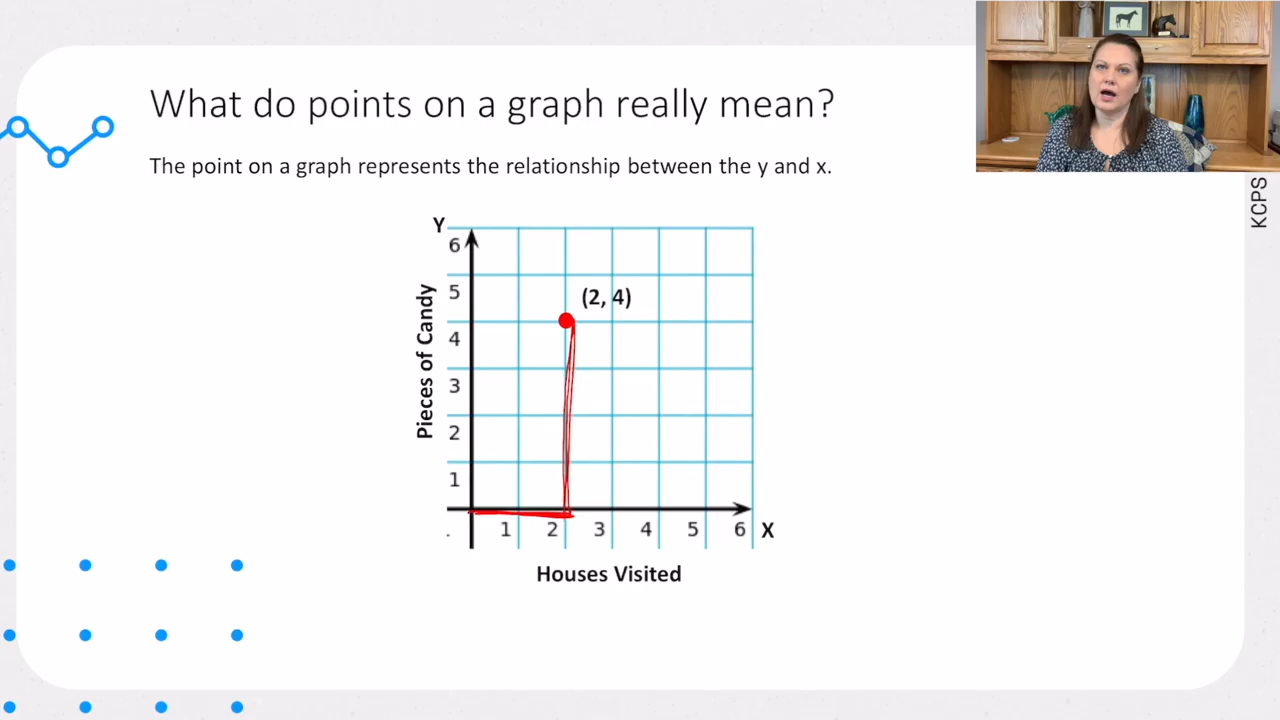 What do points on a graph really mean?
The point on a graph represents the relationship between the y and x.
KCPS
Y
6
5
4
3
2
1
Pieces of Candy
(2, 4)
. 1 2 3 4 5 6 X
Houses Visited